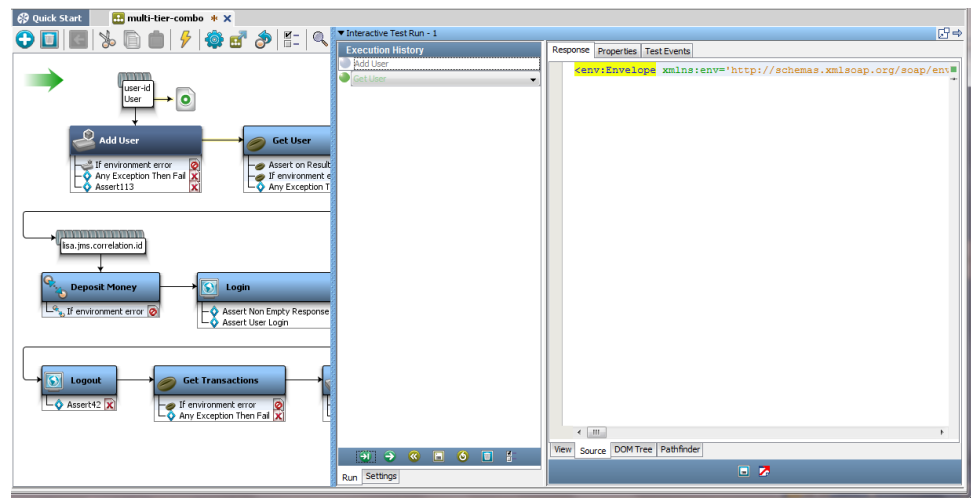 Quick Start
multi-tier-combo
Interactive Test Run - 1
Execution History
Add User
Get User
Response
Properties
Test Events
<env:Envelope xmlns:env='http://schemas.xmlsoap.org/soap/env
user-id
User
Add User
If environment error
Any Exception Then Fail
Assert113
Get User
Assert on Result
If environment e
Any Exception T
lisa.jms.correlation.id
Deposit Money
If environment error
Login
Assert Non Empty Response
Assert User Login
Logout
Assert42
Get Transactions
If environment error
Any Exception Then Fail
Run
Settings
View
Source
DOM Tree
Pathfinder